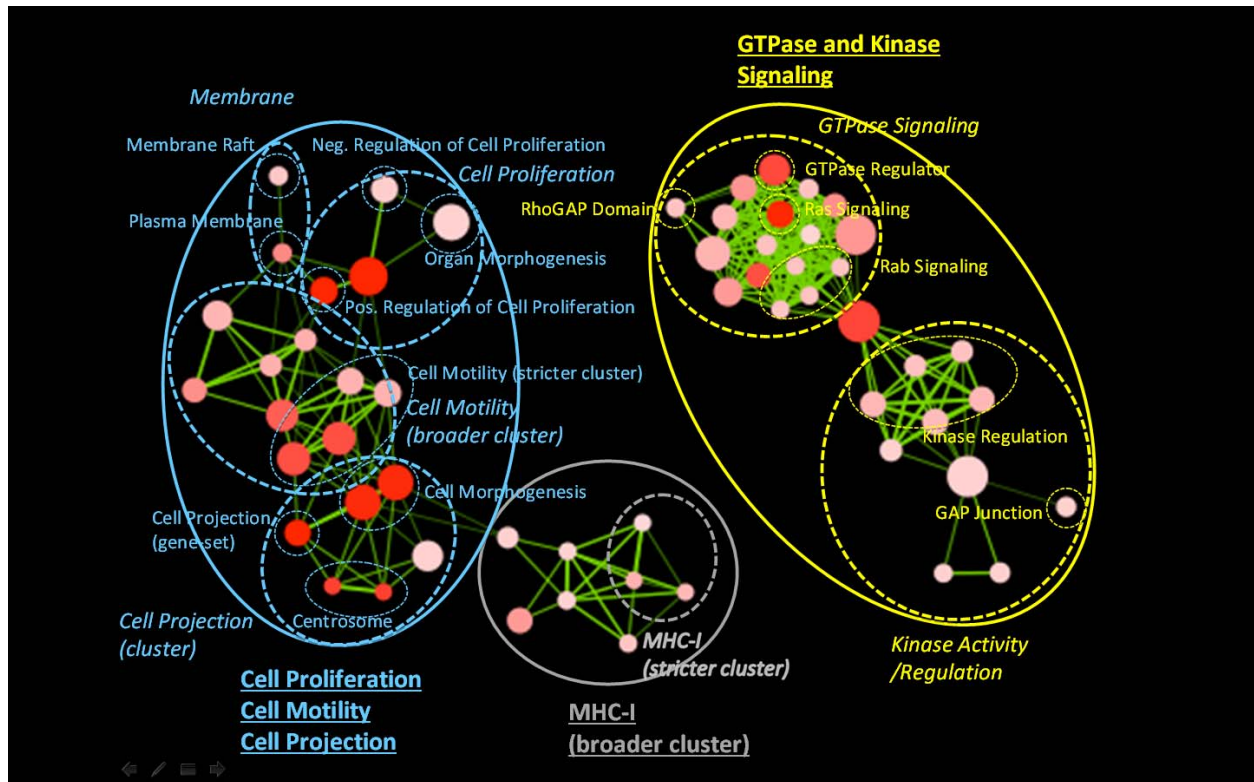 GTPase and Kinase
Signaling
Membrane
GTPase Signaling
Membrane Raft
Neg. Regulation of Cell Proliferation
Cell Proliferation
GTPase Regulator
RhoGAP Domain
Ras Signaling
Plasma Membrane
Organ Morphogenesis
Rab Signaling
Pos. Regulation of Cell Proliferation
Cell Motility (stricter cluster)
Cell Motility
(broader cluster)
Kinase Regulation
Cell Morphogenesis
GAP Junction
Cell Projection
(gene-set)
Centrosome
Cell Projection
(cluster)
MHC-I
(stricter cluster)
Kinase Activity
/Regulation
Cell Proliferation
Cell Motility
Cell Projection
MHC-I
(broader cluster)